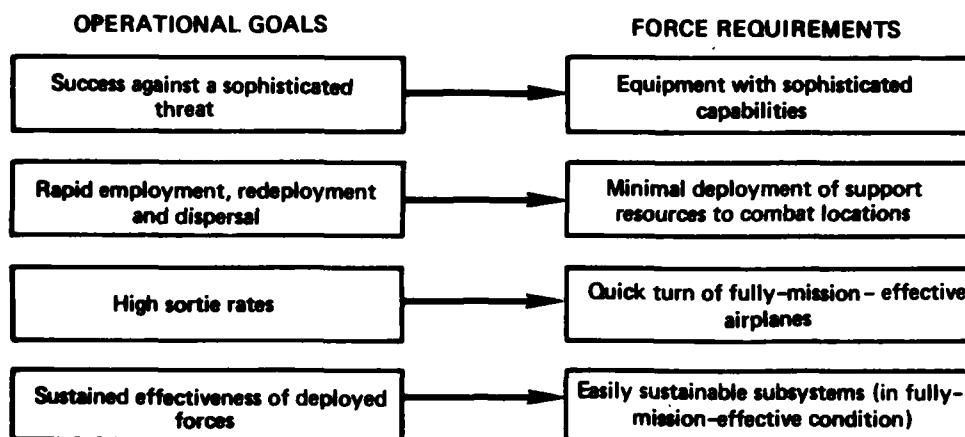 OPERATIONAL GOALS
FORCE REQUIREMENTS
Success against a sophisticated
threat
Equipment with sophisticated
capabilities
Rapid employment, redeployment
and dispersal
Minimal deployment of support
resources to combat locations
High sortie rates
Quick turn of fully-mission-effective
airplanes
Sustained effectiveness of deployed
forces
Easily sustainable subsystems (in fully-
mission-effective condition)